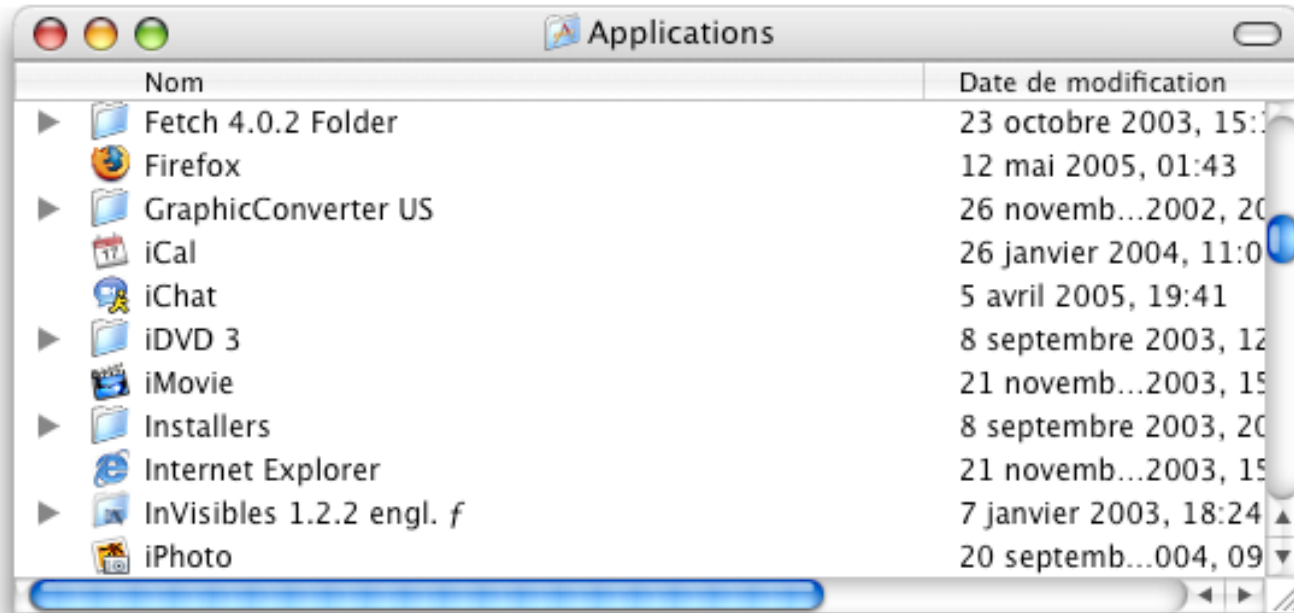 Applications
Nom Date de modification
Fetch 4.0.2 Folder 23 octobre 2003, 15:
Firefox 12 mai 2005, 01:43
GraphicConverter US 26 novemb...2002, 20
iCal 26 janvier 2004, 11:0
iChat 5 avril 2005, 19:41
iDVD 3 8 septembre 2003, 12
iMovie 21 novemb...2003, 15
Installers 8 septembre 2003, 20
Internet Explorer 21 novemb...2003, 15
InVisibles 1.2.2 engl. ƒ 7 janvier 2003, 18:24
iPhoto 20 septemb...004, 09